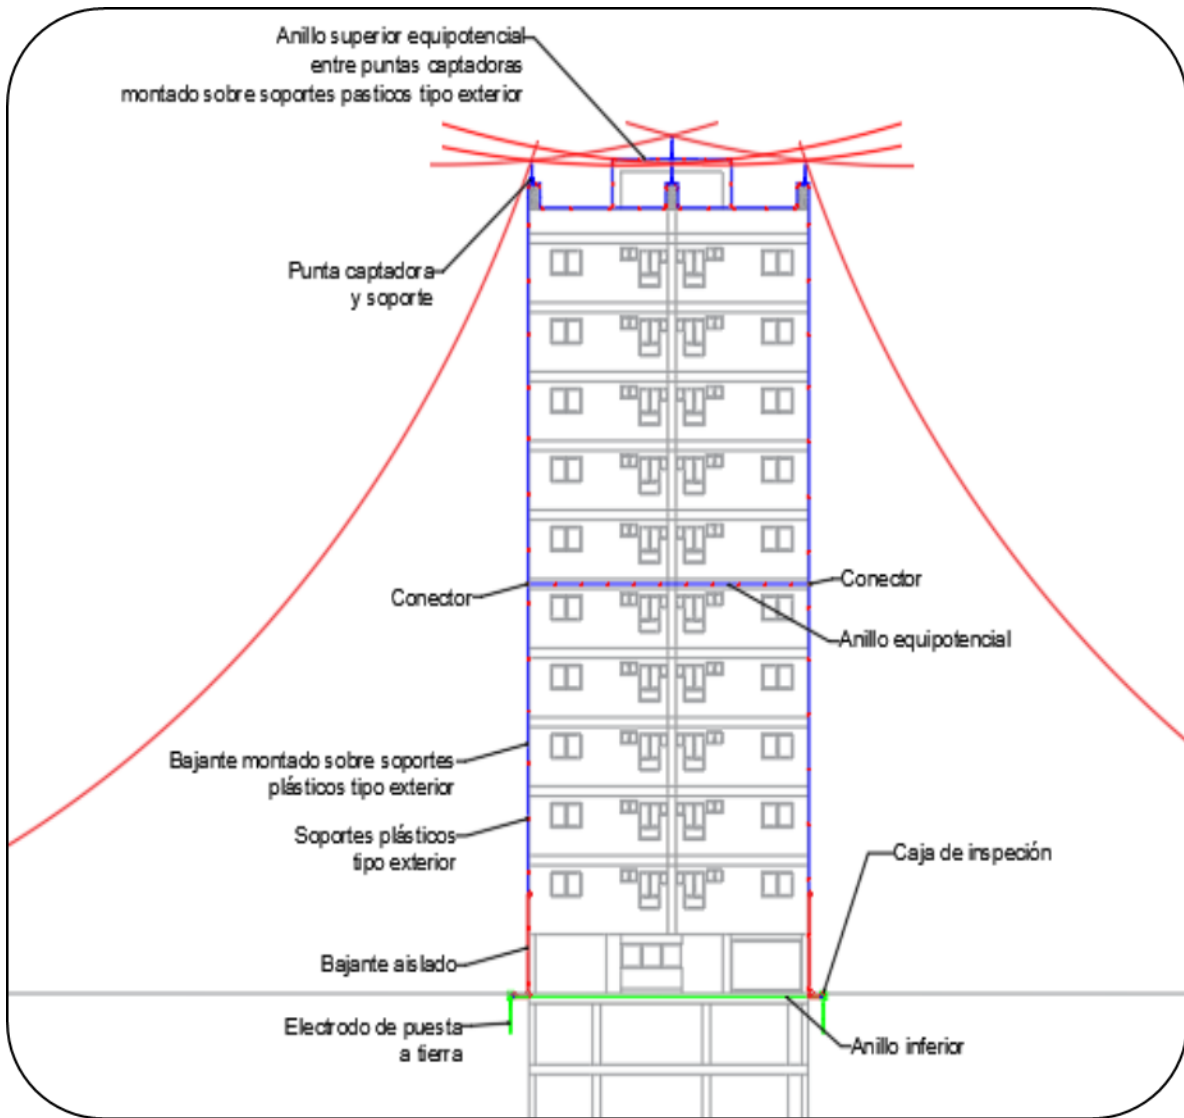 Anillo superior equipotencial
entre puntas captadoras
montado sobre soportes pasticos tipo exterior
Punta captadora
y soporte
Conector
Conector
Anillo equipotencial
Bajante montado sobre soportes
plásticos tipo exterior
Soportes plásticos
tipo exterior
Caja de inspeción
Bajante aislado
Electrodo de puesta
a tierra
Anillo inferior